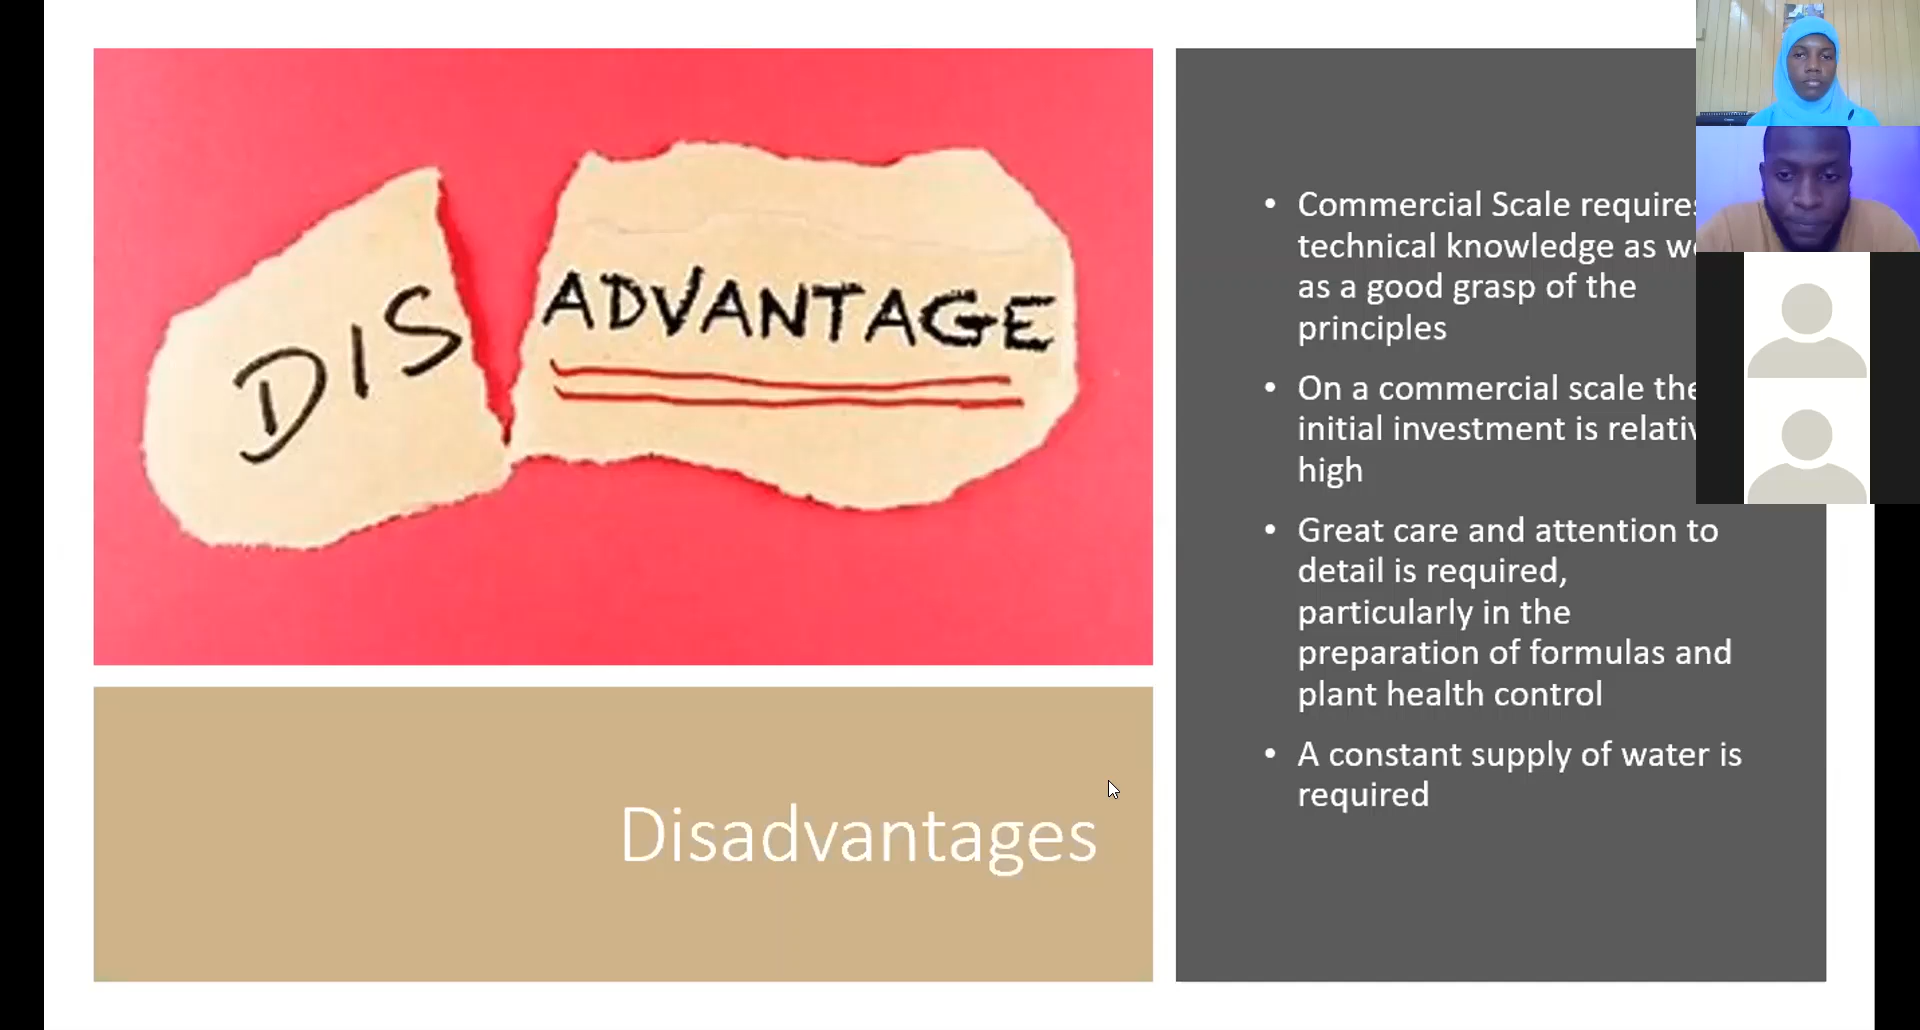 DIS ADVANTAGE
Disadvantages
• Commercial Scale requires
technical knowledge as
as a good grasp of the
principles
• On a commercial scale the
initial investment is
high
• Great care and attention to
detail is required,
particularly in the
preparation of formulas and
plant health control
• A constant supply of water is
required